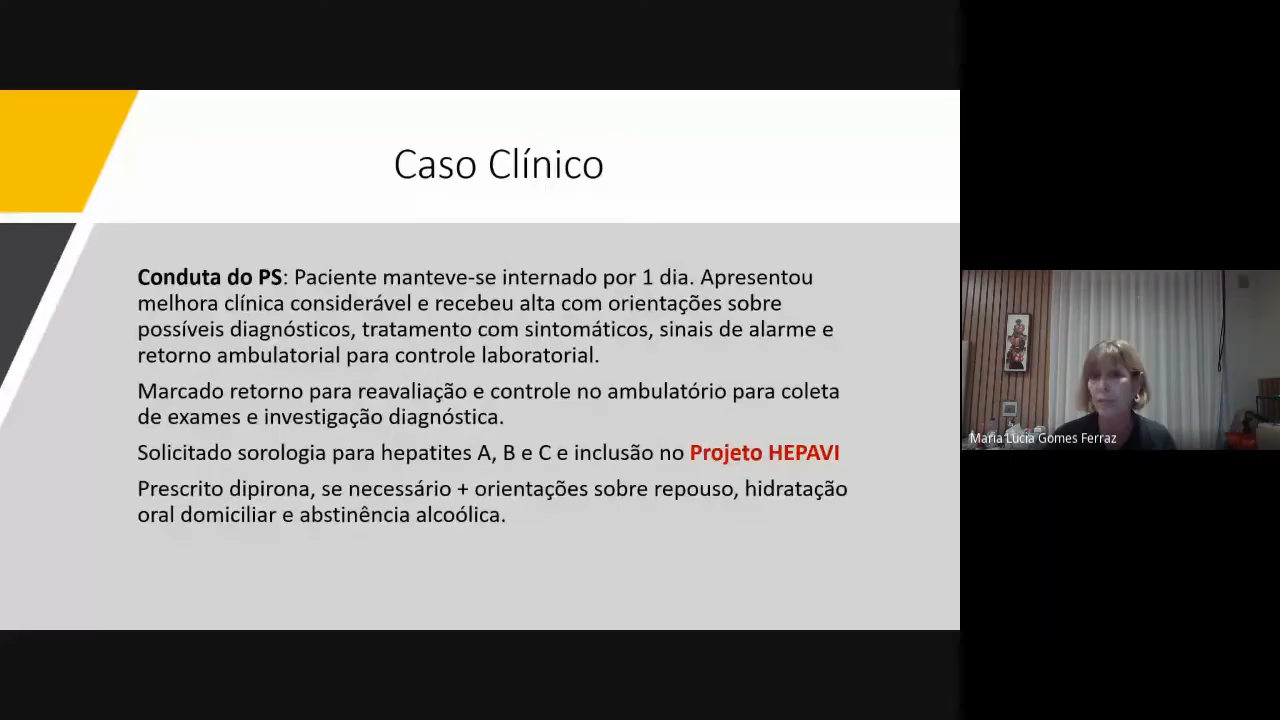 Caso Clínico
Conduta do PS: Paciente manteve-se internado por 1 dia. Apresentou
melhora clínica considerável e recebeu alta com orientações sobre
possíveis diagnósticos, tratamento com sintomáticos, sinais de alarme e
retorno ambulatorial para controle laboratorial.
Marcado retorno para reavaliação e controle no ambulatório para coleta
de exames e investigação diagnóstica.
Solicitado sorologia para hepatites A, B e C e inclusão no Projeto HEPAVI
Prescrito dipirona, se necessário + orientações sobre repouso, hidratação
oral domiciliar e abstinência alcoólica.
Maria Lucia Gomes Ferraz